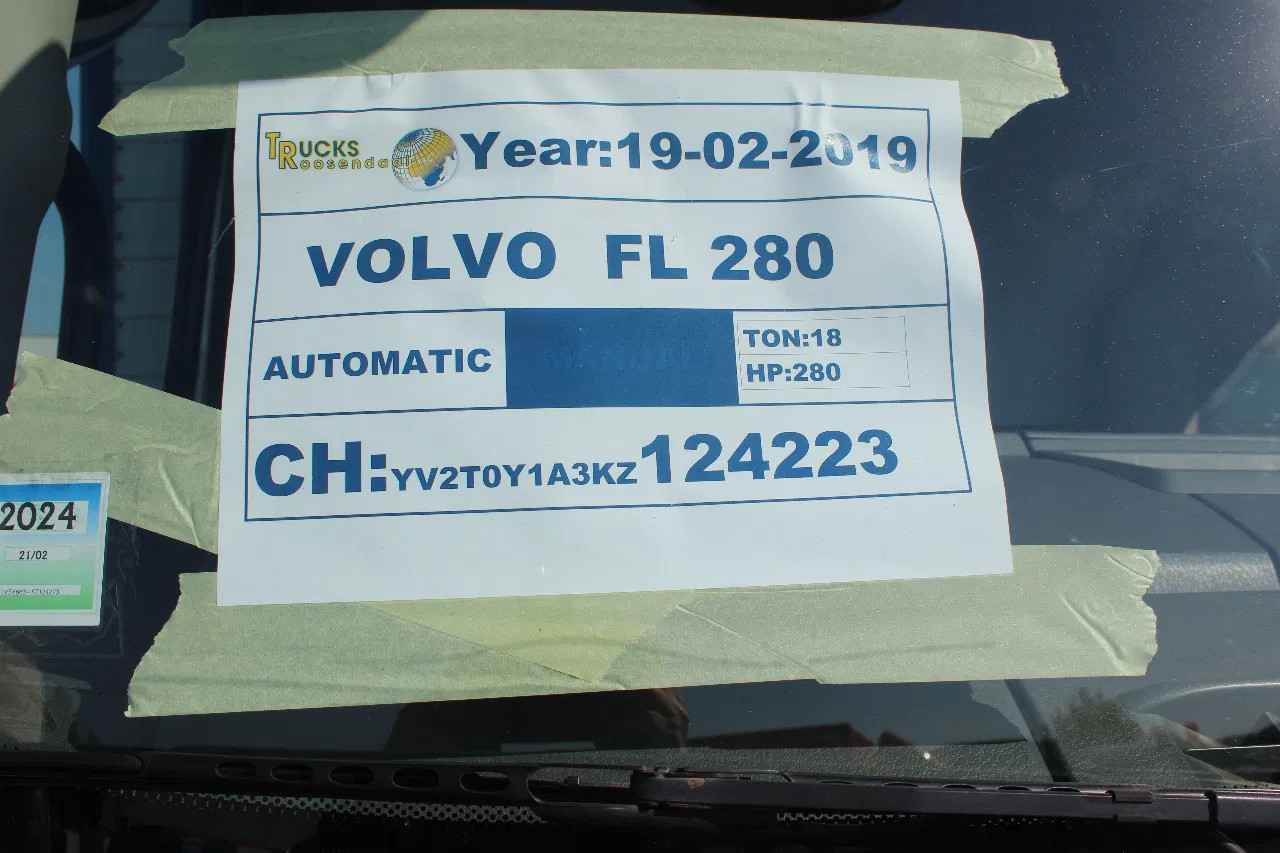 TRUCKS
Roosendaal
Year:19-02-2019
VOLVO FL 280
AUTOMATIC
TON:18
HP:280
CH:YV2T0Y1A3KZ124223
2024
21/02